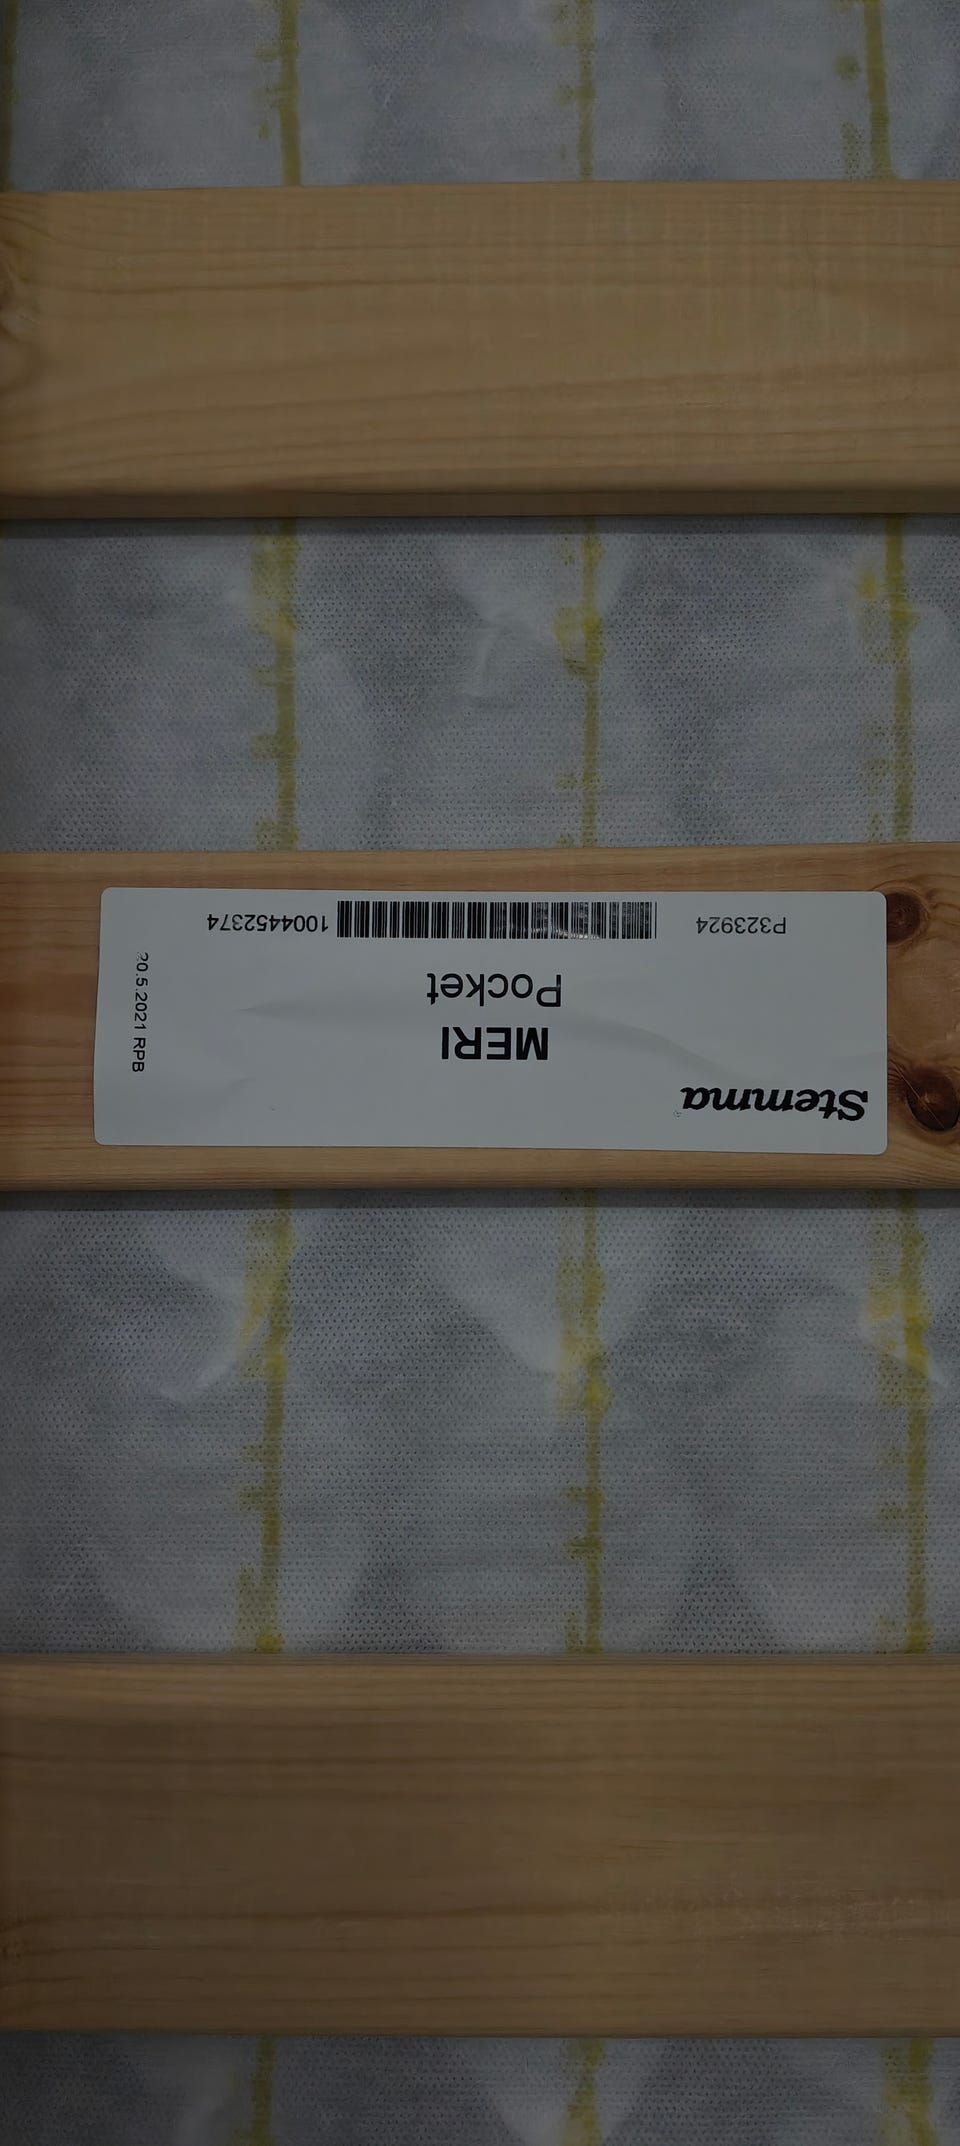 Stemma
MERI
Pocket
P323924
1004452374
20.5.2021 RPB